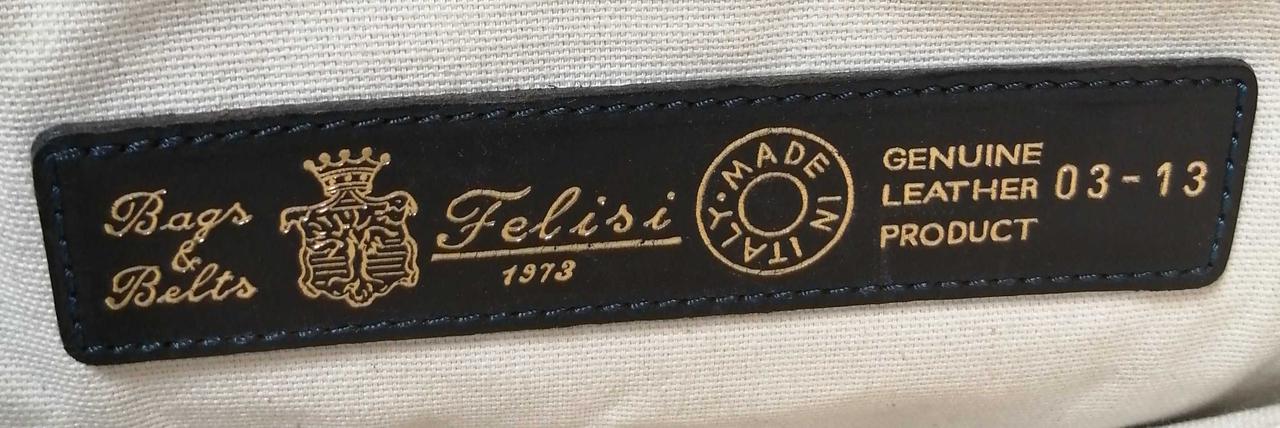 Bags
&
Belts
Felisi
1973
MADE IN ITALY
GENUINE
LEATHER
PRODUCT
03-13